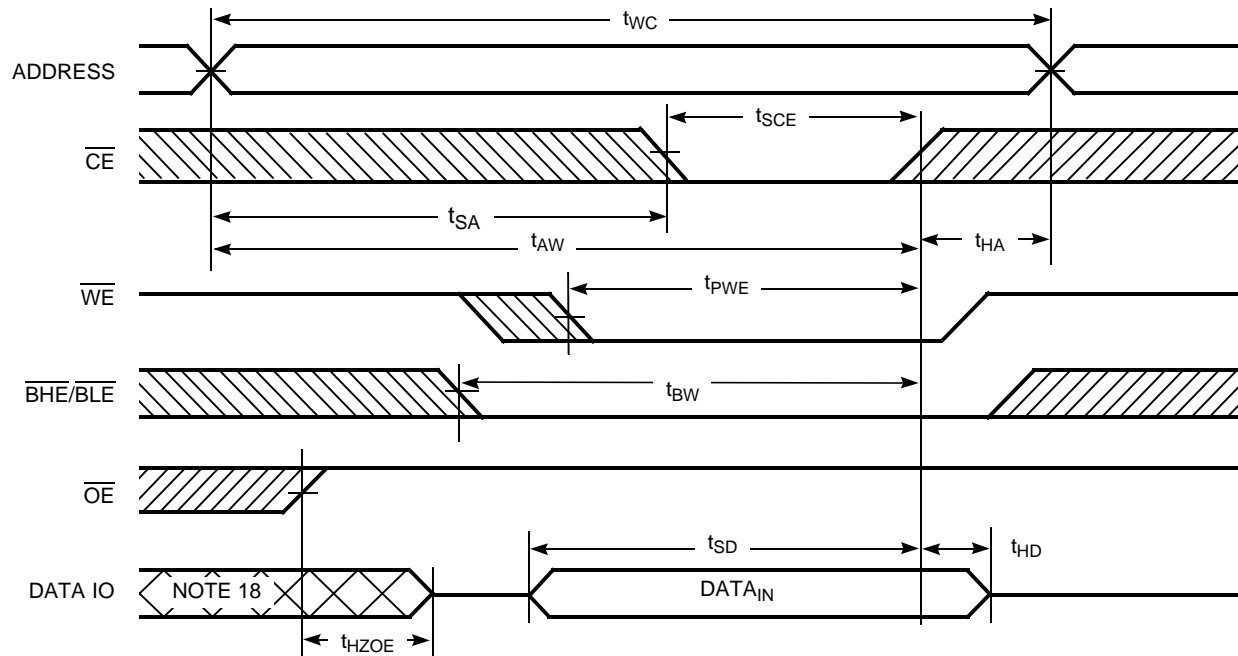 tWC
ADDRESS
tSCE
CE
tSA
tAW
tHA
WE
tPWE
BHE/BLE
tBW
OE
tSD
tHD
DATA IO
NOTE 18
DATAIN
tHZOE